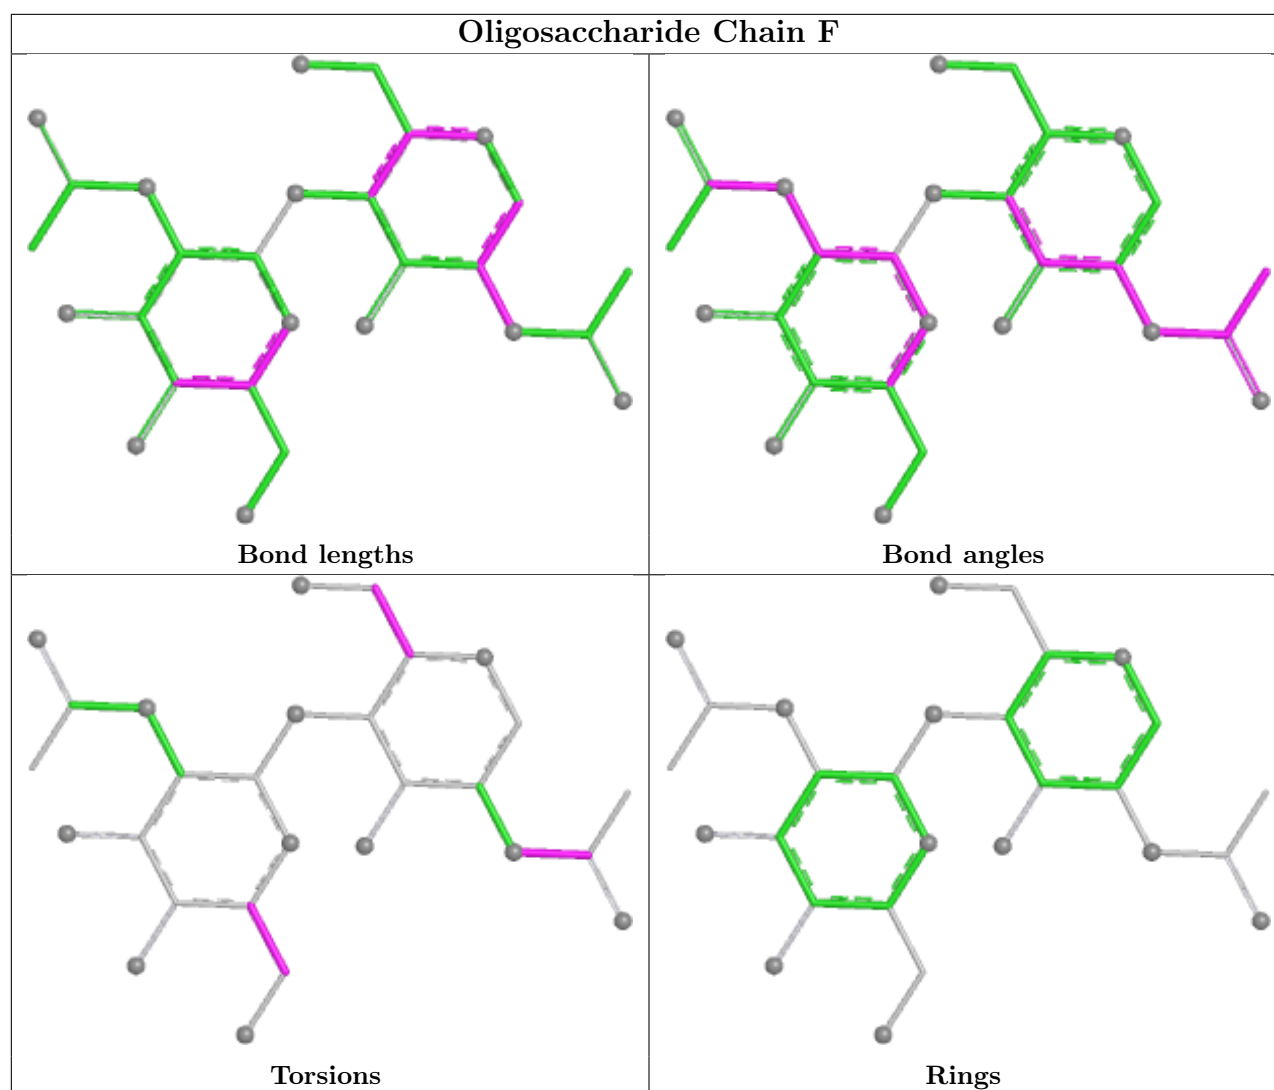 Oligosaccharide Chain F
Bond lengths
Bond angles
Torsions
Rings